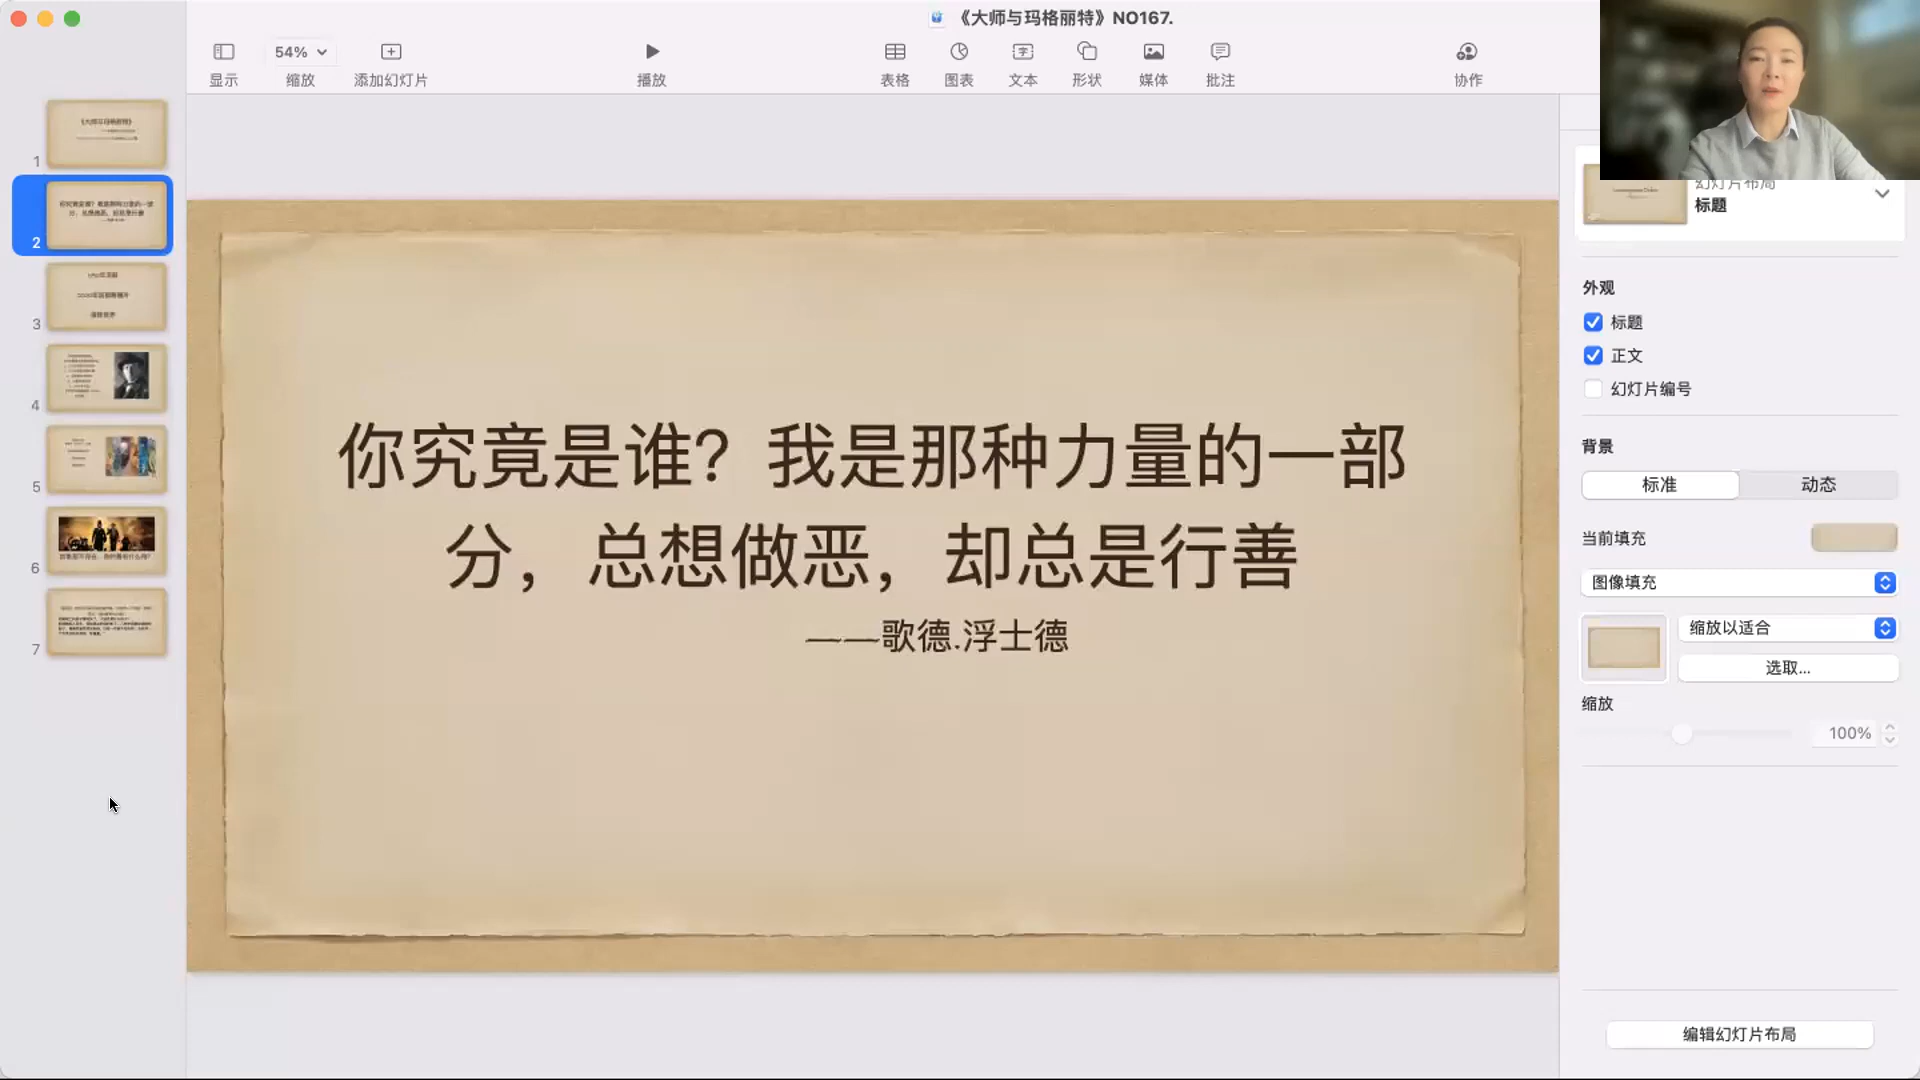 《大师与玛格丽特》NO167.
54%
显示
缩放
添加幻灯片
播放
表格
图表
文本
形状
媒体
批注
协作
1
2
3
4
5
6
7
你究竟是谁？我是那种力量的一部
分，总想做恶，却总是行善
——歌德.浮士德
幻灯片布局
标题
外观
标题
正文
幻灯片编号
背景
标准
动态
当前填充
图像填充
缩放以适合
选取...
缩放
100%
编辑幻灯片布局